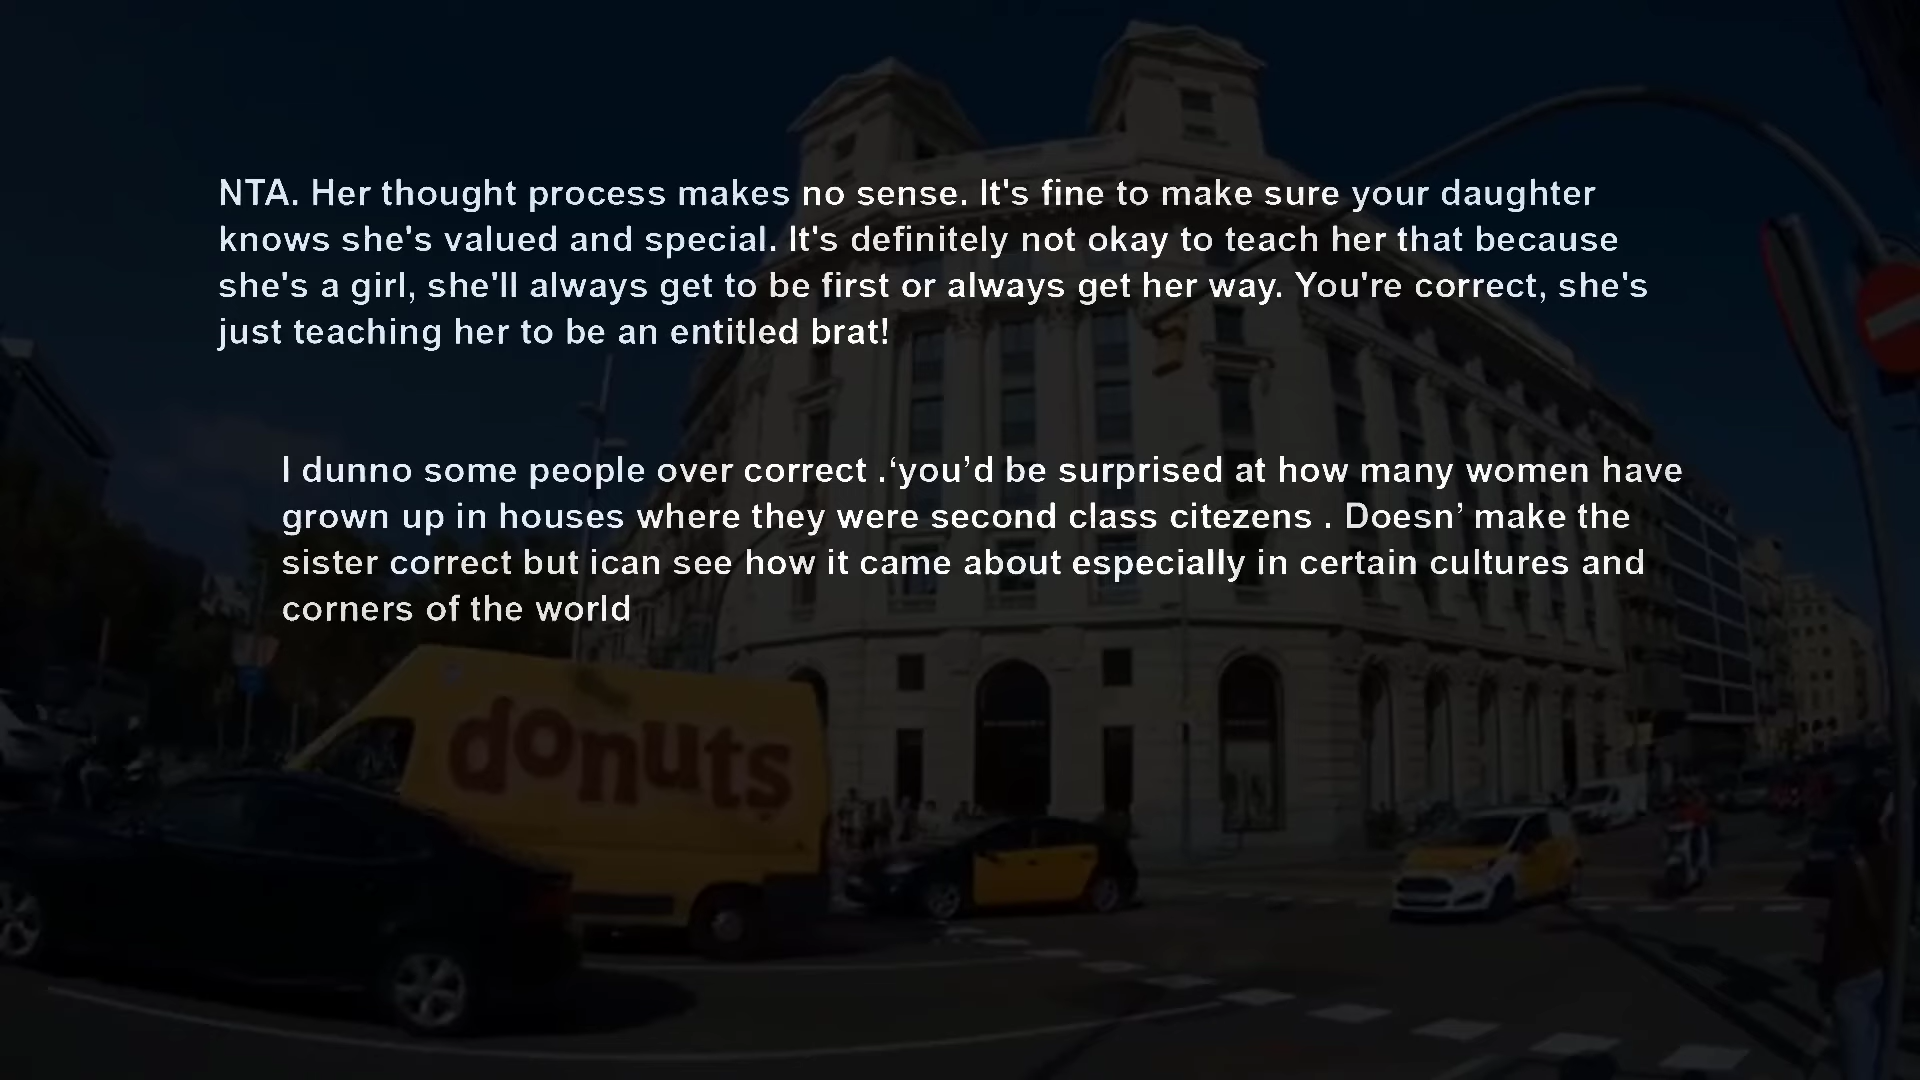 NTA. Her thought process makes no sense. It's fine to make sure your daughter
knows she's valued and special. It's definitely not okay to teach her that because
she's a girl, she'll always get to be first or always get her way. You're correct, she's
just teaching her to be an entitled brat!
I dunno some people over correct .‘you’d be surprised at how many women have
grown up in houses where they were second class citezens . Doesn’ make the
sister correct but ican see how it came about especially in certain cultures and
corners of the world
donuts